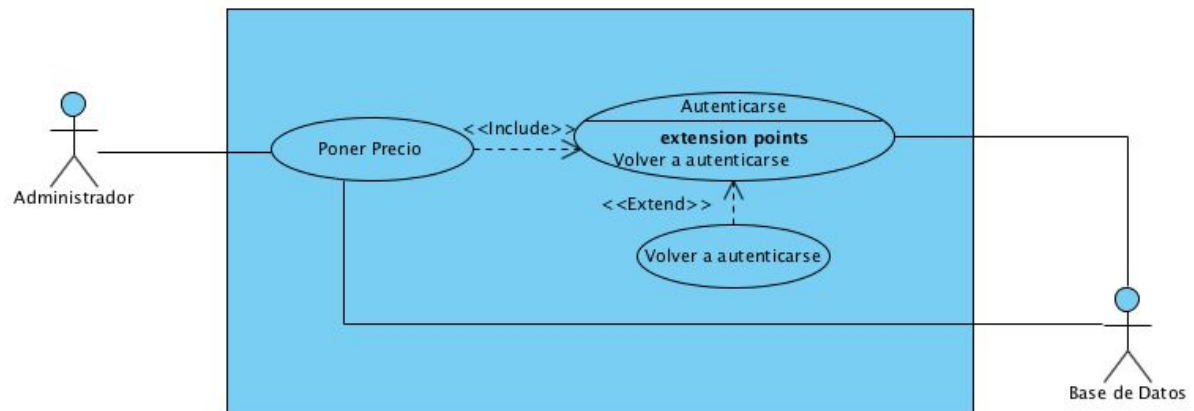 Autenticarse
<<Include>>
extension points
Poner Precio
Volver a autenticarse
Administrador
<<Extend>>
Volver a autenticarse
Base de Datos